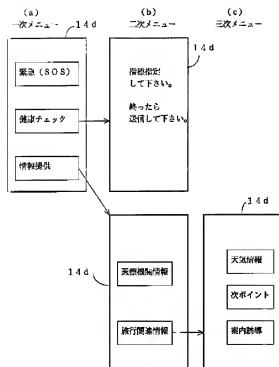 (a)
一次メニュー
14d
緊急（SOS）
健康チェック
情報提供
(b)
二次メニュー
指標指定
して下さい。
終ったら
送信して下さい。
14d
(c)
三次メニュー
14d
医療機関情報
旅行関連情報
14d
天気情報
次ポイント
案内誘導